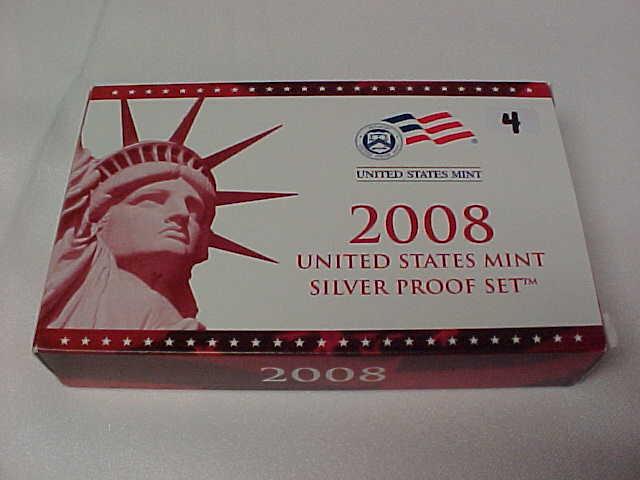 4
UNITED STATES MINT
2008
UNITED STATES MINT
SILVER PROOF SET™
2008